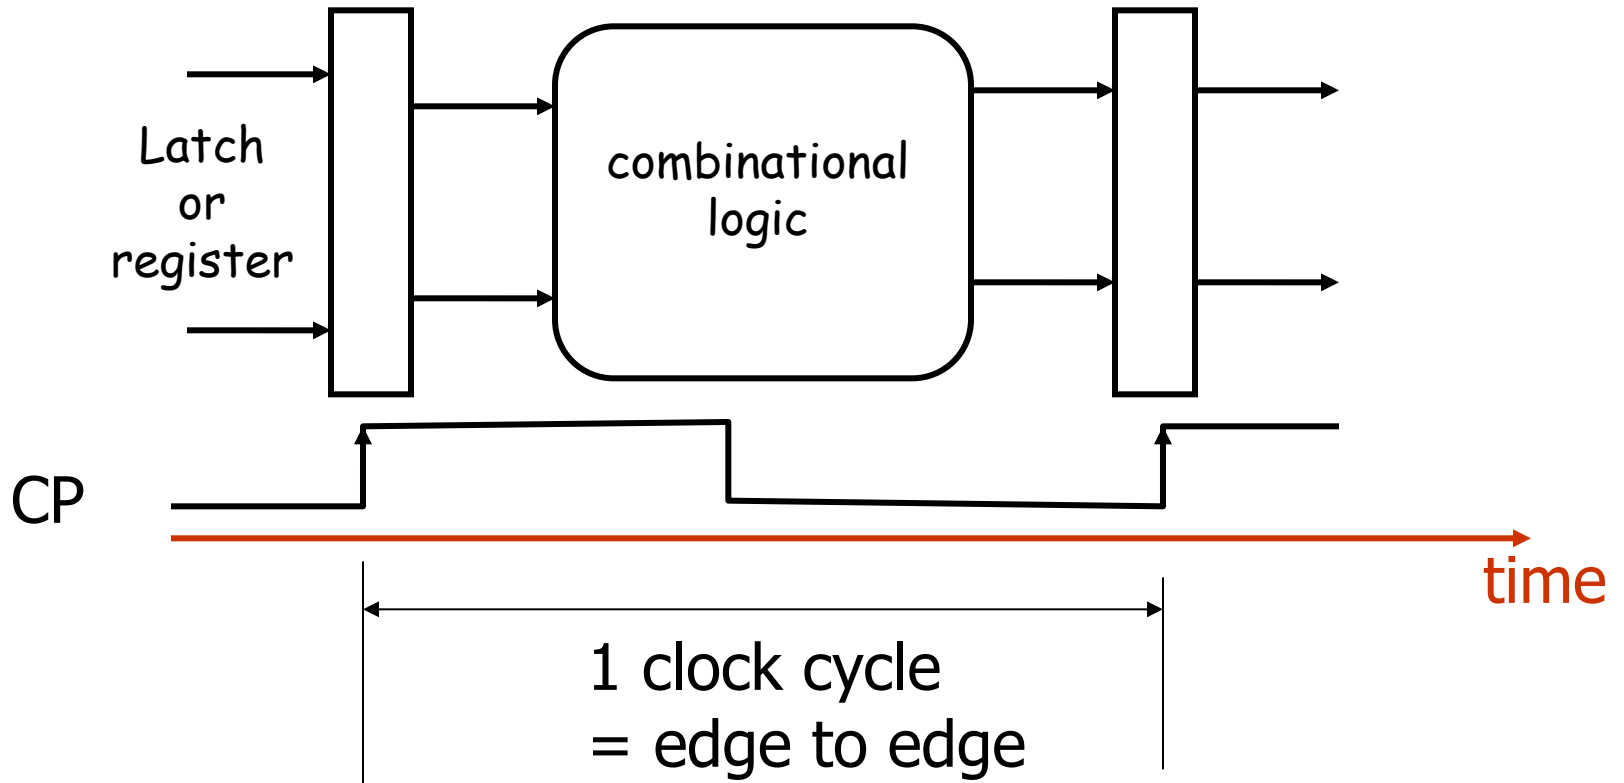 Latch
or
register
combinational
logic
CP
time
1 clock cycle
= edge to edge